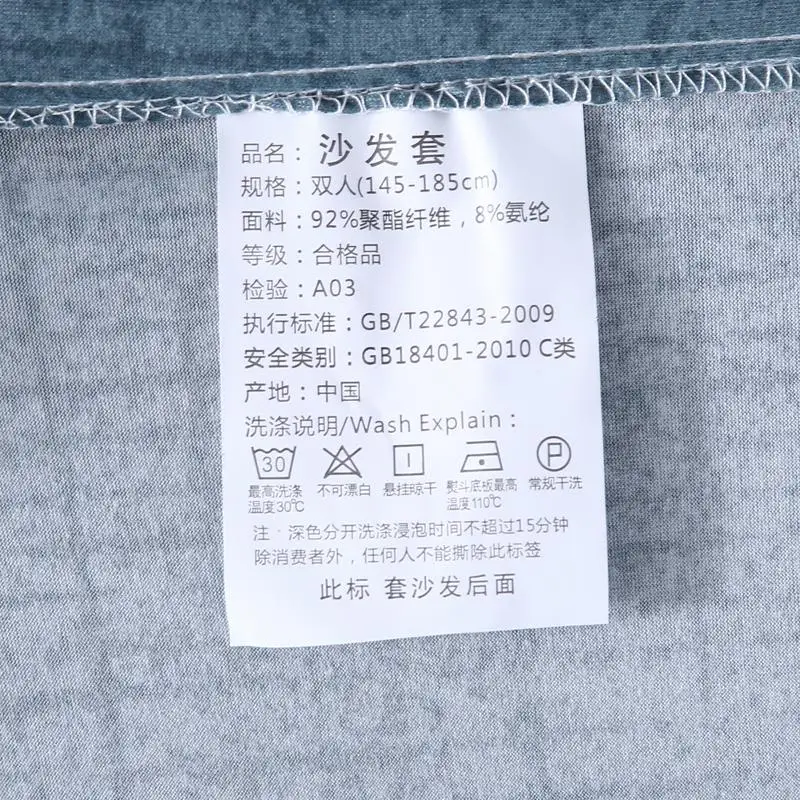 品名：沙发套
规格：双人(145-185cm)
面料：92%聚酯纤维，8%氨纶
等级：合格品
检验：A03
执行标准：GB/T22843-2009
安全类别：GB18401-2010 C类
产地：中国
洗涤说明/Wash Explain：
30 P
最高洗涤 不可漂白 悬挂晾干 熨斗底板最高 常规干洗
温度30℃ 温度110℃
注：深色分开洗涤浸泡时间不超过15分钟
除消费者外，任何人不能撕除此标签
此标 套沙发后面